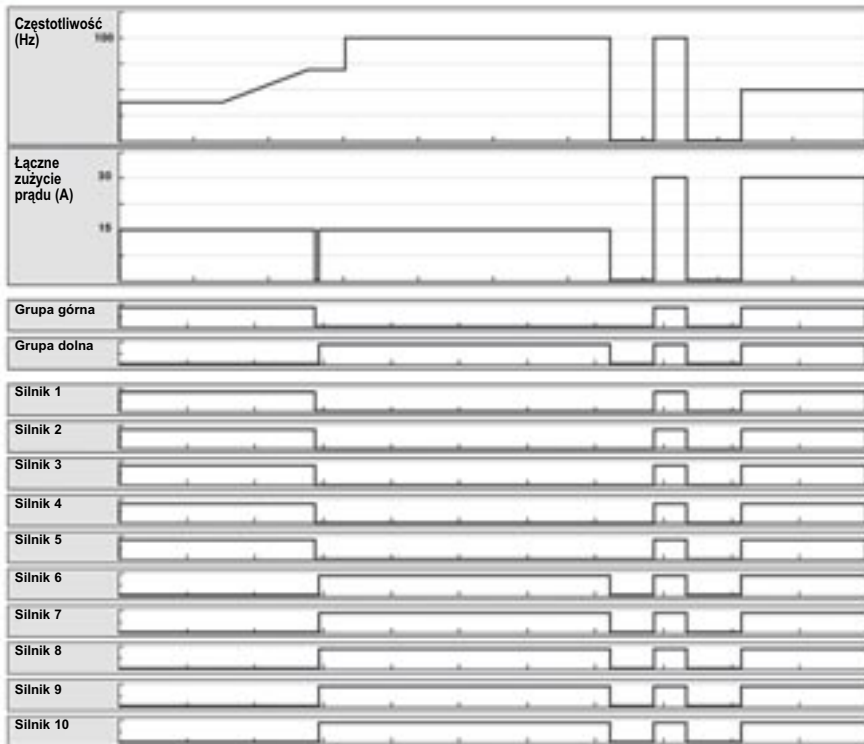 Częstotliwość
(Hz)
100
Łączne
zużycie
prądu (A)
30
15
Grupa górna
Grupa dolna
Silnik 1
Silnik 2
Silnik 3
Silnik 4
Silnik 5
Silnik 6
Silnik 7
Silnik 8
Silnik 9
Silnik 10